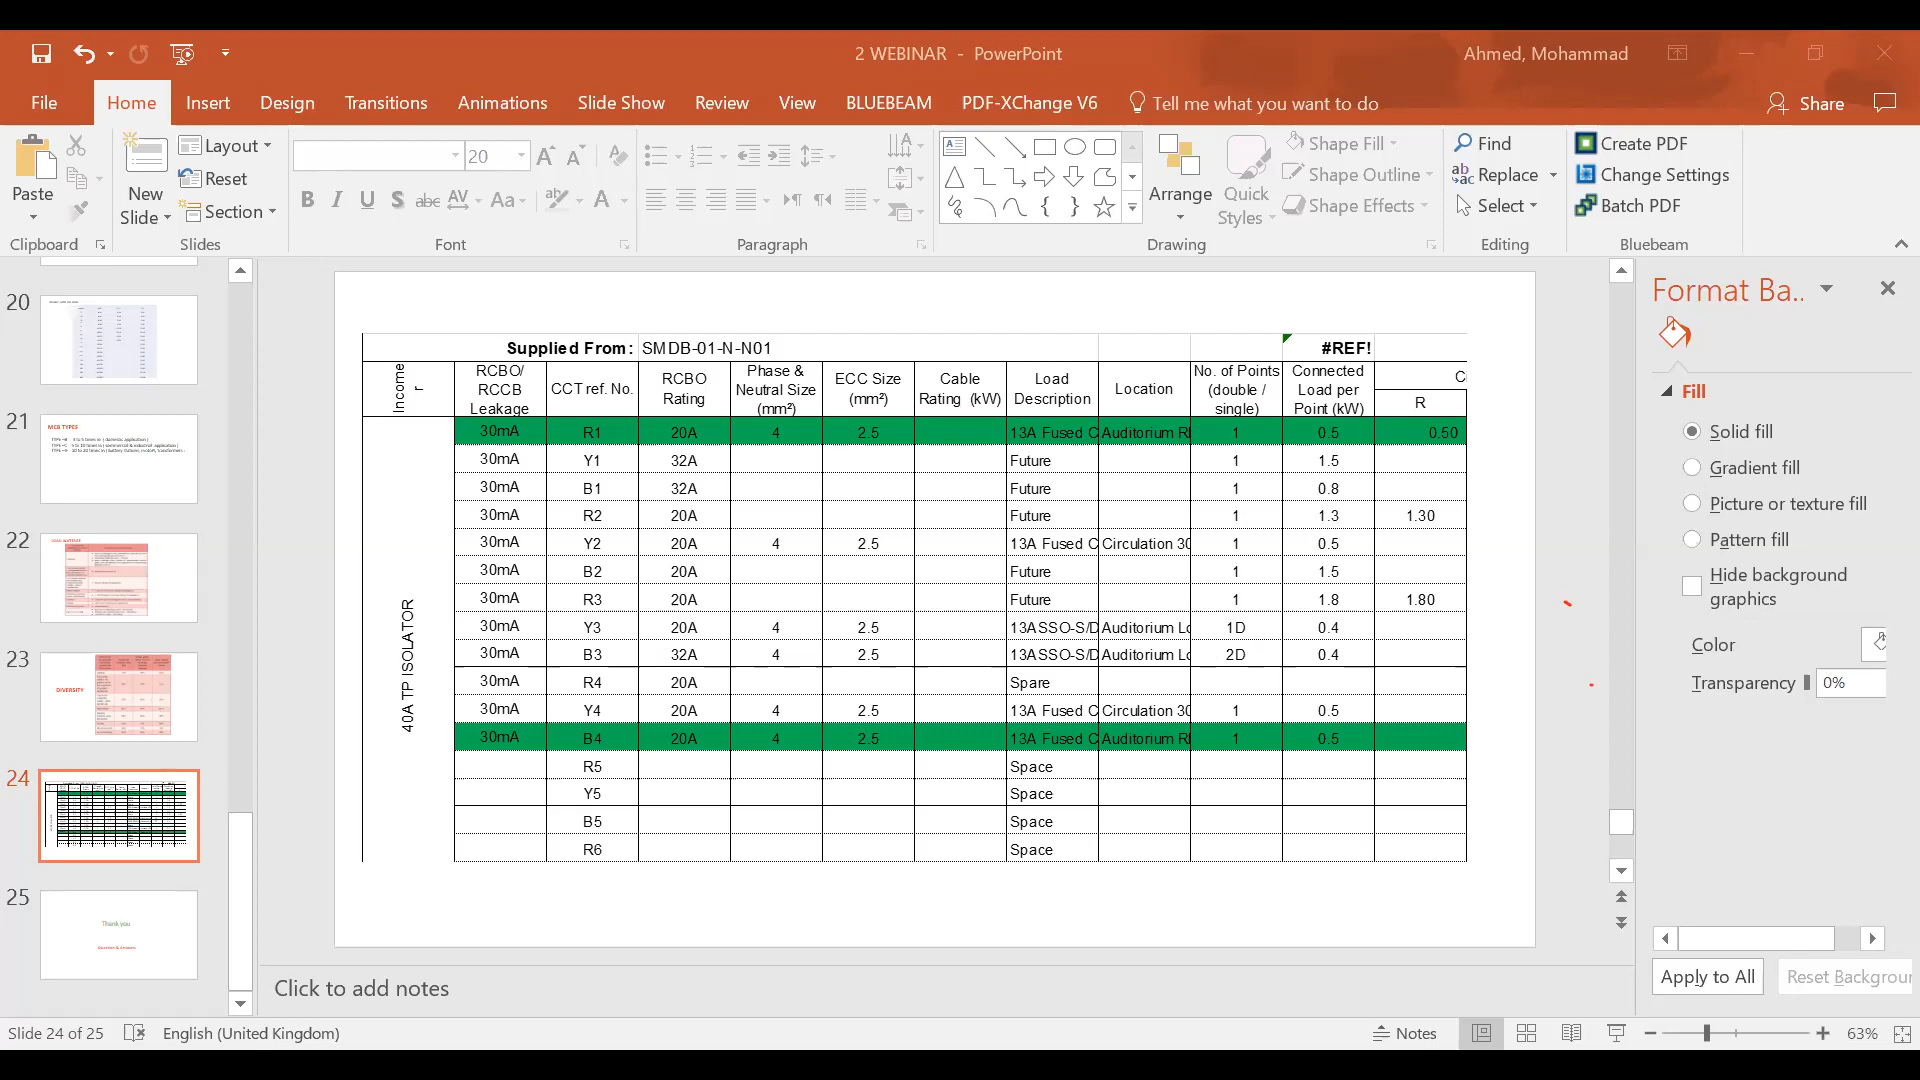 2 WEBINAR - PowerPoint
Ahmed, Mohammad
File Home Insert Design Transitions Animations Slide Show Review View BLUEBEAM PDF-XChange V6 Tell me what you want to do Share
Paste
New Slide
Layout
Reset
Section
20
Arrange
Quick Styles
Shape Fill
Shape Outline
Shape Effects
Find
Replace
Select
Create PDF
Change Settings
Batch PDF
Clipboard Slides Font Paragraph Drawing Editing Bluebeam
20
21
MCB TYPES
22
23
DIVERSITY
24
25
Thank you
Question & Answers
Supplied From: SMDB-01-N-N01 #REF!
Income r
RCBO/ RCCB Leakage
CCT ref. No.
RCBO Rating
Phase & Neutral Size (mm²)
ECC Size (mm²)
Cable Rating (kW)
Load Description
Location
No. of Points (double / single)
Connected Load per Point (kW)
R
40A TP ISOLATOR
30mA R1 20A 4 2.5 13A Fused C Auditorium 1 0.5 0.50
30mA Y1 32A Future 1 1.5
30mA B1 32A Future 1 0.8
30mA R2 20A Future 1 1.3 1.30
30mA Y2 20A 4 2.5 13A Fused C Circulation 30 1 0.5
30mA B2 20A Future 1 1.5
30mA R3 20A Future 1 1.8 1.80
30mA Y3 20A 4 2.5 13ASSO-S/D Auditorium Lo 1D 0.4
30mA B3 32A 4 2.5 13ASSO-S/D Auditorium Lo 2D 0.4
30mA R4 20A Spare
30mA Y4 20A 4 2.5 13A Fused C Circulation 30 1 0.5
30mA B4 20A 4 2.5 13A Fused C Auditorium 1 0.5
R5 Space
Y5 Space
B5 Space
R6 Space
Format Ba..
Fill
Solid fill
Gradient fill
Picture or texture fill
Pattern fill
Hide background graphics
Color
Transparency 0%
Apply to All Reset Backgrou
Click to add notes
Slide 24 of 25 English (United Kingdom) Notes 63%